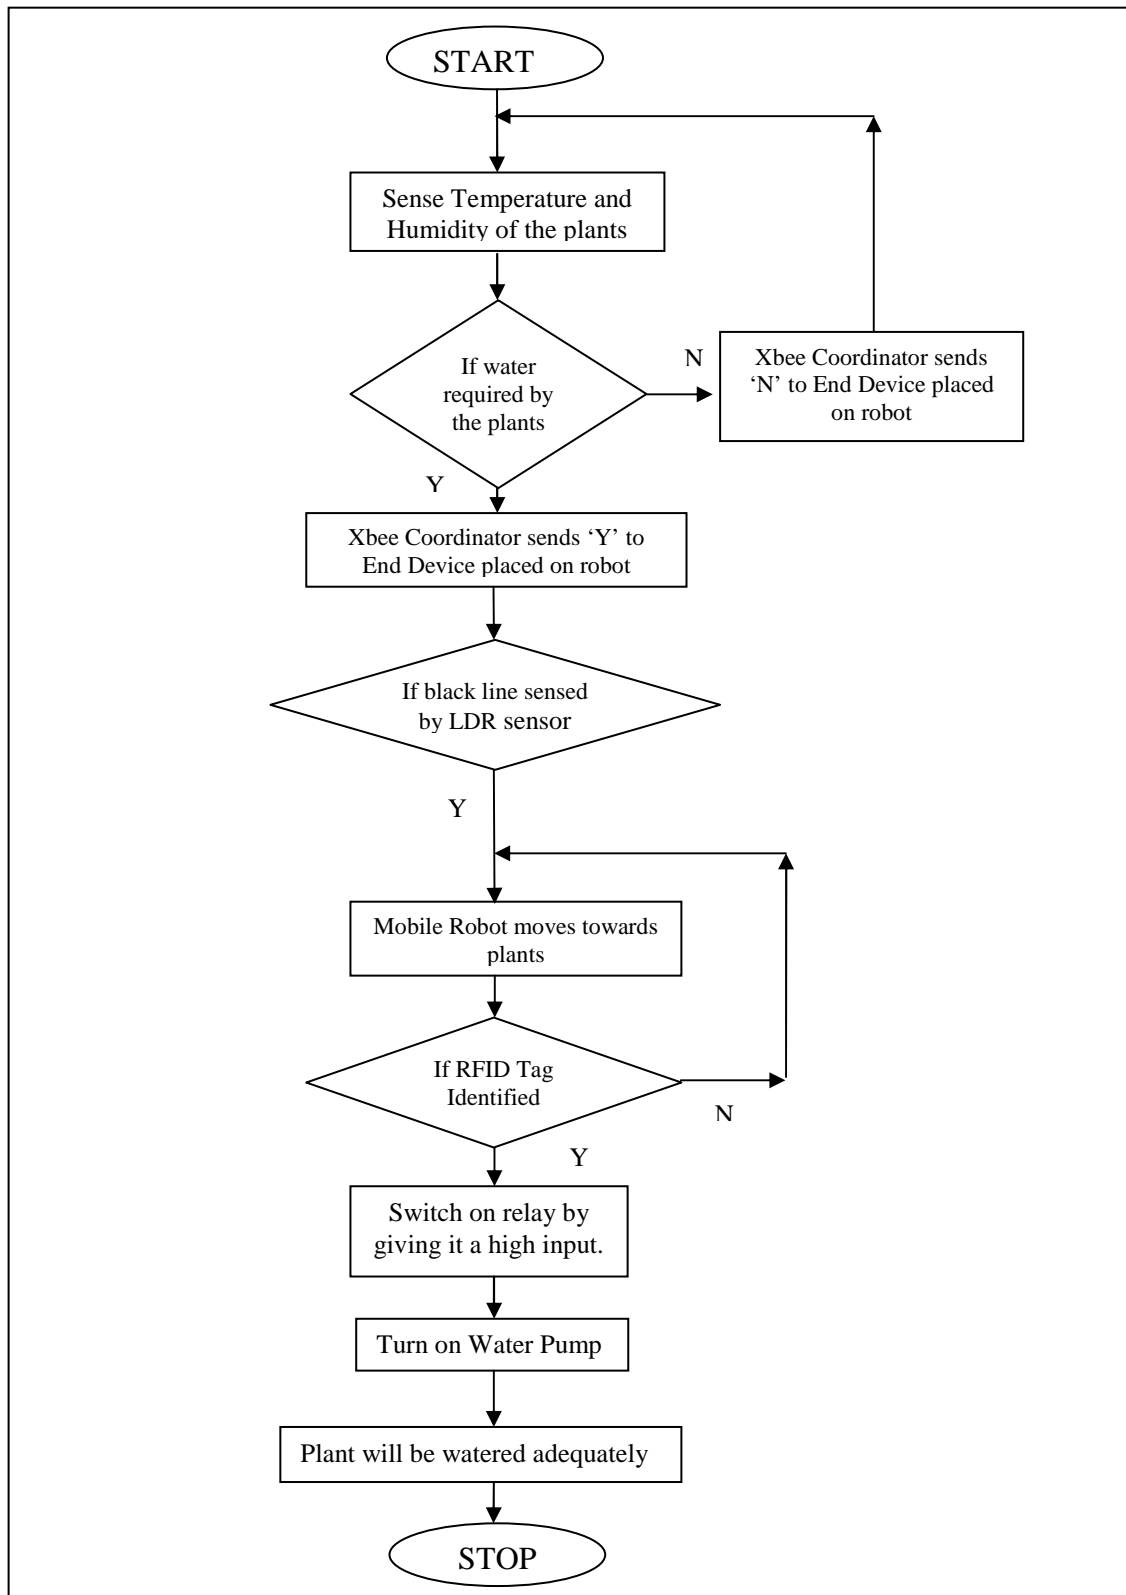 START
Sense Temperature and
Humidity of the plants
If water
required by
the plants
N
Xbee Coordinator sends
‘N’ to End Device placed
on robot
Y
Xbee Coordinator sends ‘Y’ to
End Device placed on robot
If black line sensed
by LDR sensor
Y
Mobile Robot moves towards
plants
If RFID Tag
Identified
N
Y
Switch on relay by
giving it a high input.
Turn on Water Pump
Plant will be watered adequately
STOP